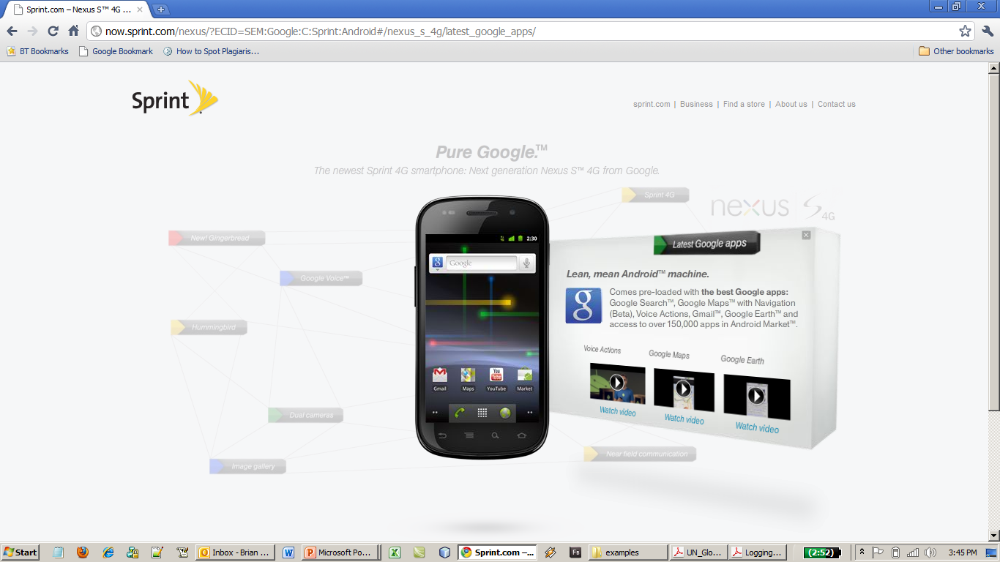 Sprint.com – Nexus S™ 4G ...
now.sprint.com/nexus/?ECID=SEM:Google:C:Sprint:Android#/nexus_s_4g/latest_google_apps/
BT Bookmarks
Google Bookmark
How to Spot Plagiaris...
Other bookmarks
Sprint
sprint.com | Business | Find a store | About us | Contact us
Pure Google.™
The newest Sprint 4G smartphone: Next generation Nexus S™ 4G from Google.
Sprint 4G
nexus S 4G
New! Gingerbread
Google Voice™
Hummingbird
Dual cameras
Image gallery
Near field communication
2:30
Google
Gmail
Maps
YouTube
Market
Latest Google apps
Lean, mean Android™ machine.
Comes pre-loaded with the best Google apps:
Google Search™, Google Maps™ with Navigation
(Beta), Voice Actions, Gmail™, Google Earth™ and
access to over 150,000 apps in Android Market™.
Voice Actions
Google Maps
Google Earth
Watch video
Watch video
Watch video
Start
Inbox - Brian ...
Microsoft Po...
Sprint.com –...
examples
UN_Glo...
Logging...
(2:52)
3:45 PM